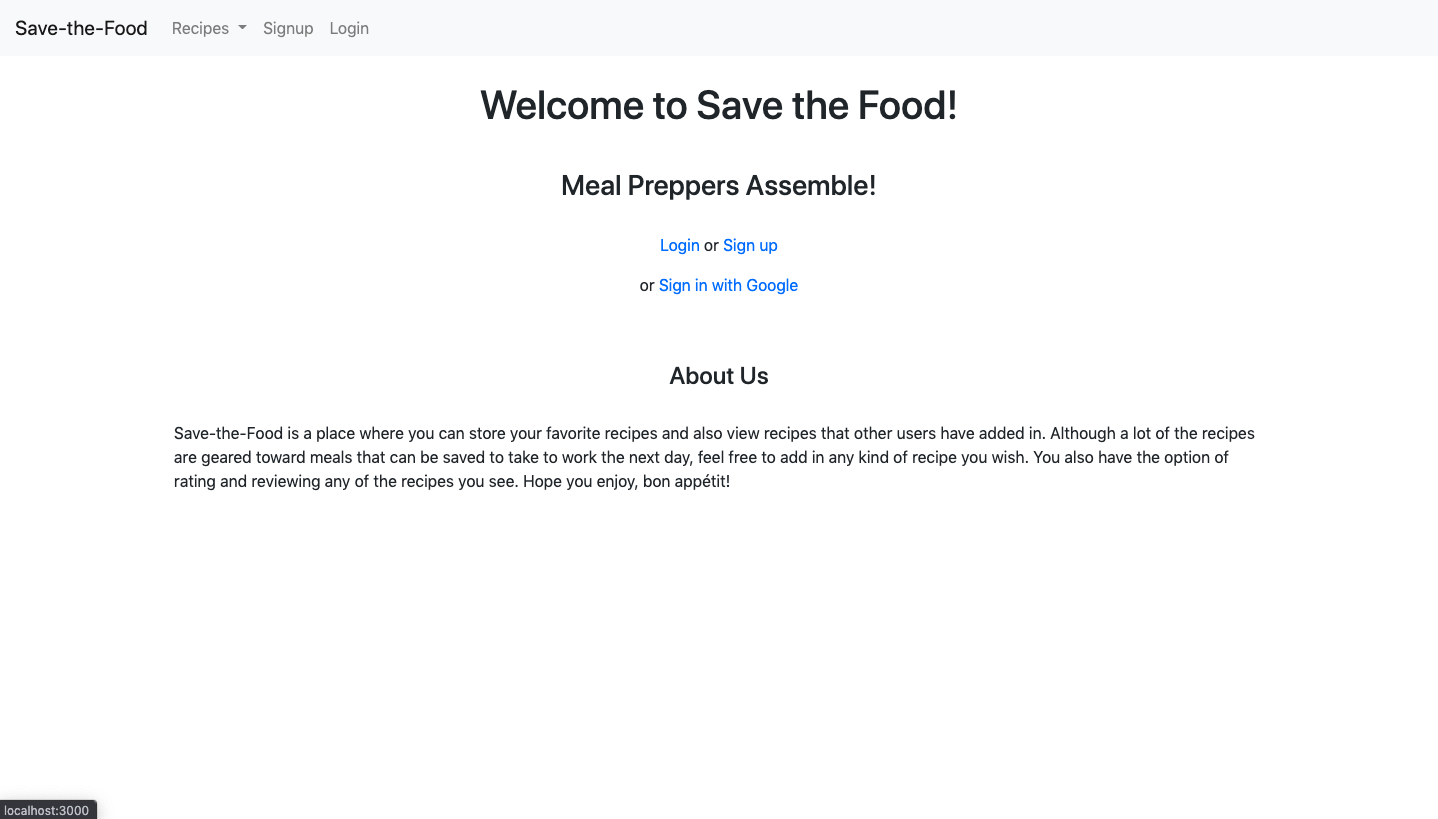 Save-the-Food Recipes Signup Login
Welcome to Save the Food!
Meal Preppers Assemble!
Login or Sign up
or Sign in with Google
About Us
Save-the-Food is a place where you can store your favorite recipes and also view recipes that other users have added in. Although a lot of the recipes
are geared toward meals that can be saved to take to work the next day, feel free to add in any kind of recipe you wish. You also have the option of
rating and reviewing any of the recipes you see. Hope you enjoy, bon appétit!
localhost:3000